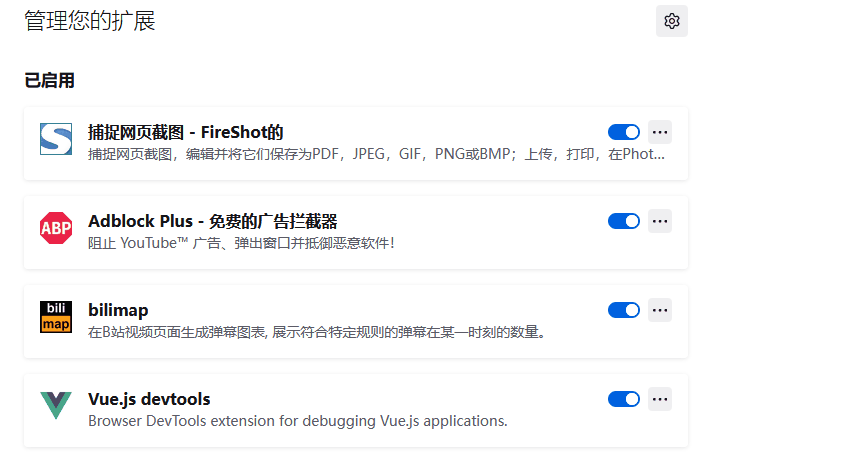 管理您的扩展
已启用
捕捉网页截图 - FireShot的
捕捉网页截图，编辑并将它们保存为PDF，JPEG，GIF，PNG或BMP；上传，打印，在Phot...
ABP
Adblock Plus - 免费的广告拦截器
阻止 YouTube™ 广告、弹出窗口并抵御恶意软件！
bili
map
bilimap
在B站视频页面生成弹幕图表, 展示符合特定规则的弹幕在某一时刻的数量。
Vue.js devtools
Browser DevTools extension for debugging Vue.js applications.